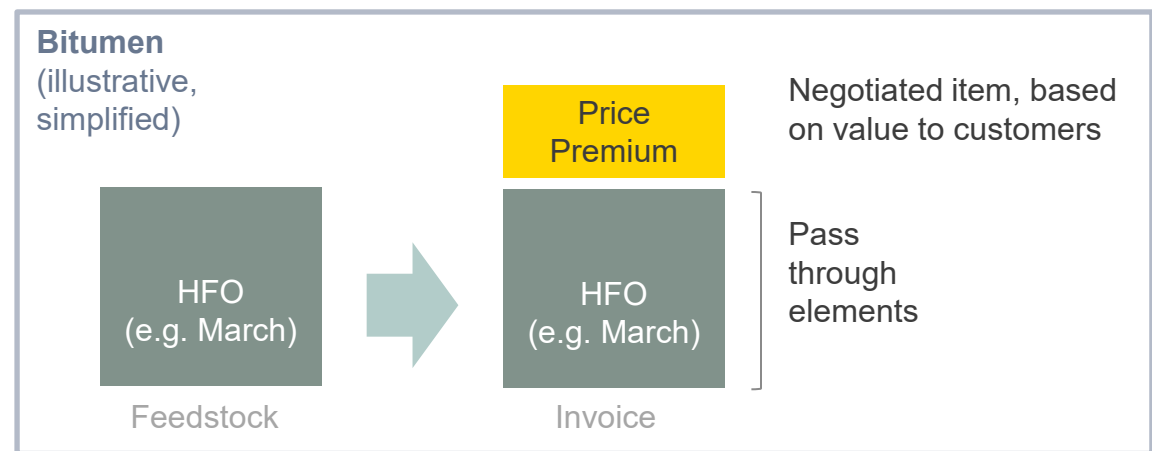 Bitumen
(illustrative,
simplified)
Price
Premium
Negotiated item, based
on value to customers
HFO
(e.g. March)
HFO
(e.g. March)
Pass
through
elements
Feedstock
Invoice